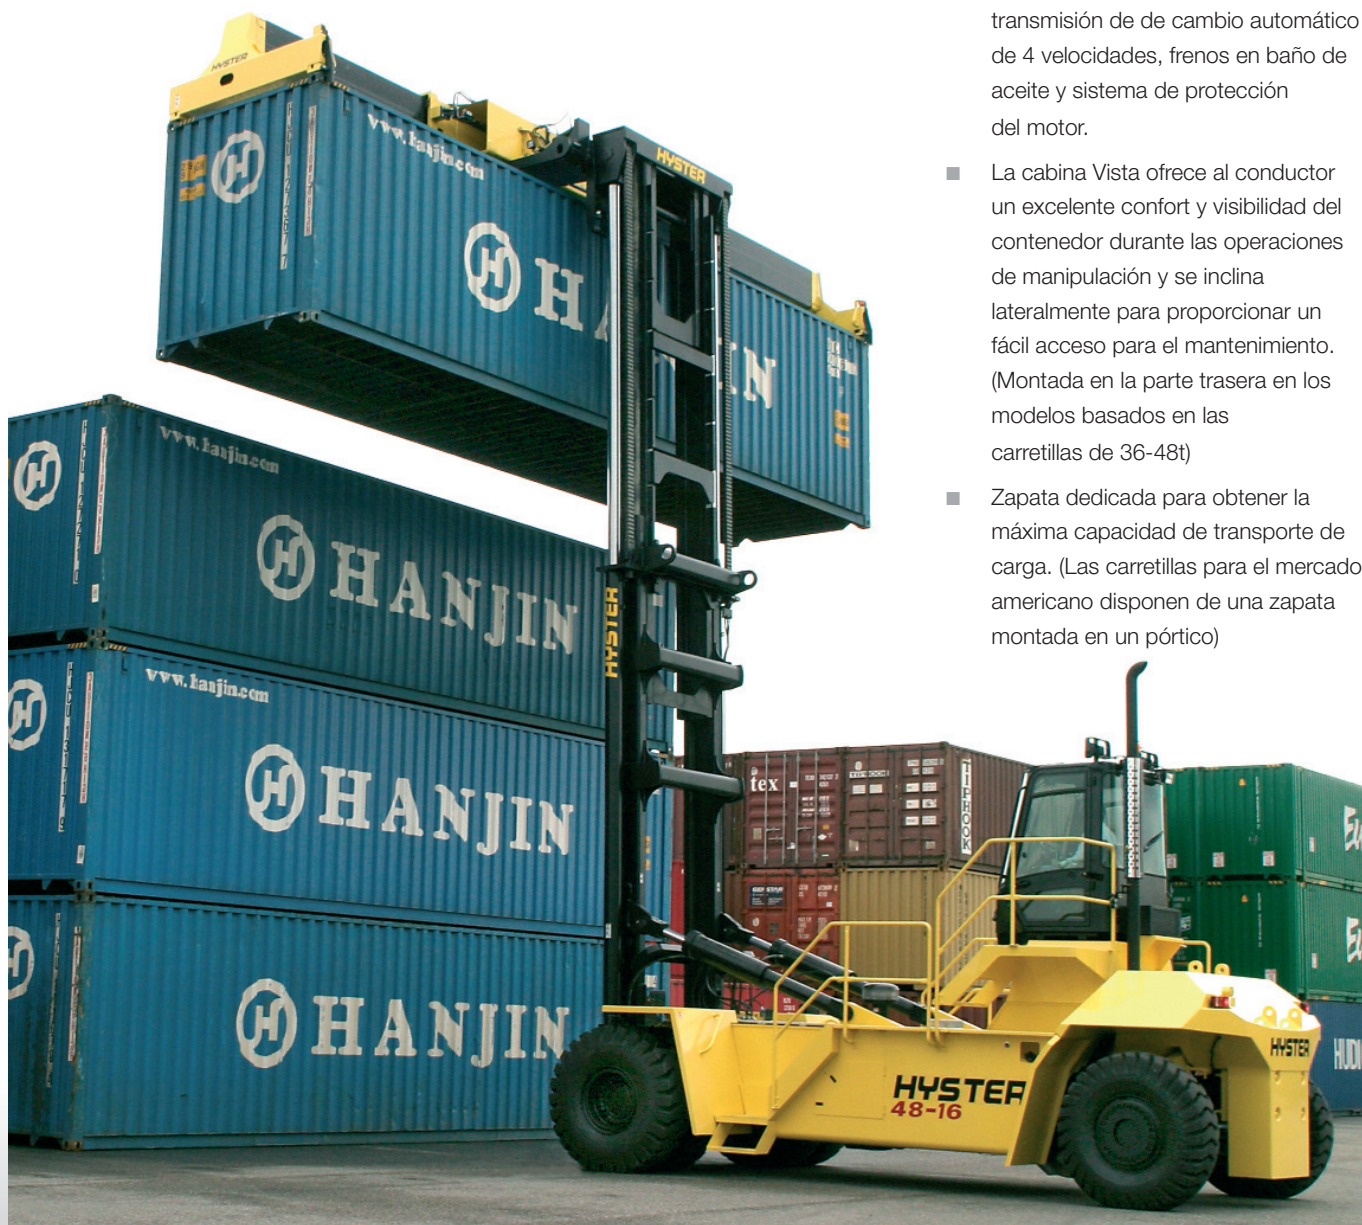 transmisión de de cambio automático
de 4 velocidades, frenos en baño de
aceite y sistema de protección
del motor.
La cabina Vista ofrece al conductor
un excelente confort y visibilidad del
contenedor durante las operaciones
de manipulación y se inclina
lateralmente para proporcionar un
fácil acceso para el mantenimiento.
(Montada en la parte trasera en los
modelos basados en las
carretillas de 36-48t)
Zapata dedicada para obtener la
máxima capacidad de transporte de
carga. (Las carretillas para el mercado
americano disponen de una zapata
montada en un pórtico)
HYSTER
www.hanjin.com
HYSTER
H
HA
JIN
www.hanjin.com
H
H HANJIN
HYSTER
www.hanjin.com
H
H HANJIN
H
H HANJIN
tex
TIPHOOK
TIPHOOK
GENSTAR
HYSTER
48-16
HYSTER